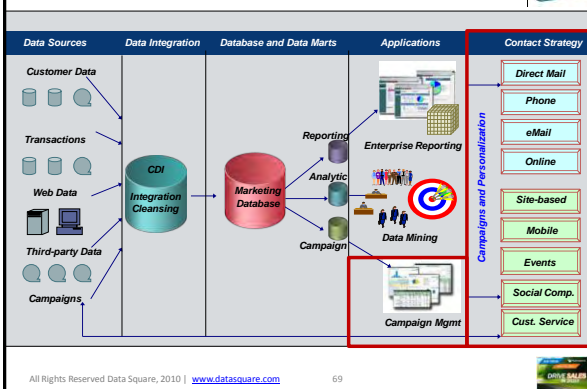 Data Sources
Data Integration
Database and Data Marts
Applications
Contact Strategy
Customer Data
Transactions
Web Data
Third-party Data
Campaigns
CDI
Integration
Cleansing
Marketing
Database
Reporting
Analytic
Campaign
Enterprise Reporting
Data Mining
Campaign Mgmt
Campaigns and Personalization
Direct Mail
Phone
eMail
Online
Site-based
Mobile
Events
Social Comp.
Cust. Service
All Rights Reserved Data Square, 2010 | www.datasquare.com 69
DRIVE SALES